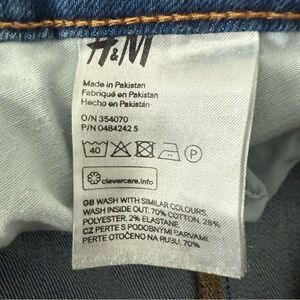 H&M
Made in Pakistan
Fabriqué en Pakistan
Hecho en Pakistán
O/N 354070
P/N 0484242 5
40
P
clevercare.info
GB WASH WITH SIMILAR COLOURS.
WASH INSIDE OUT. 70% COTTON, 28%
POLYESTER, 2% ELASTANE
CZ PERTE S PODOBNÝMI BARVAMI.
PERTE OTOČENO NA RUBU. 70%